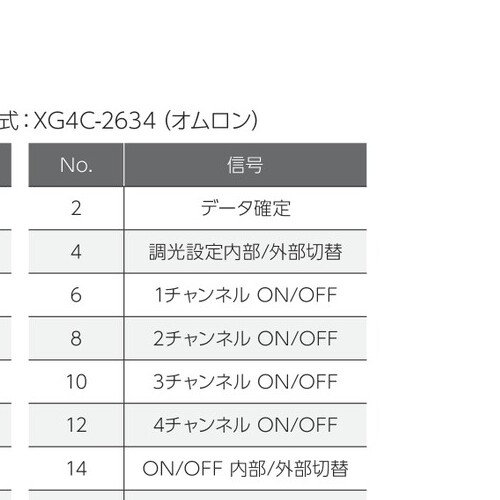 式：XG4C-2634（オムロン）
No. 信号
2 データ確定
4 調光設定内部/外部切替
6 1チャンネル ON/OFF
8 2チャンネル ON/OFF
10 3チャンネル ON/OFF
12 4チャンネル ON/OFF
14 ON/OFF 内部/外部切替